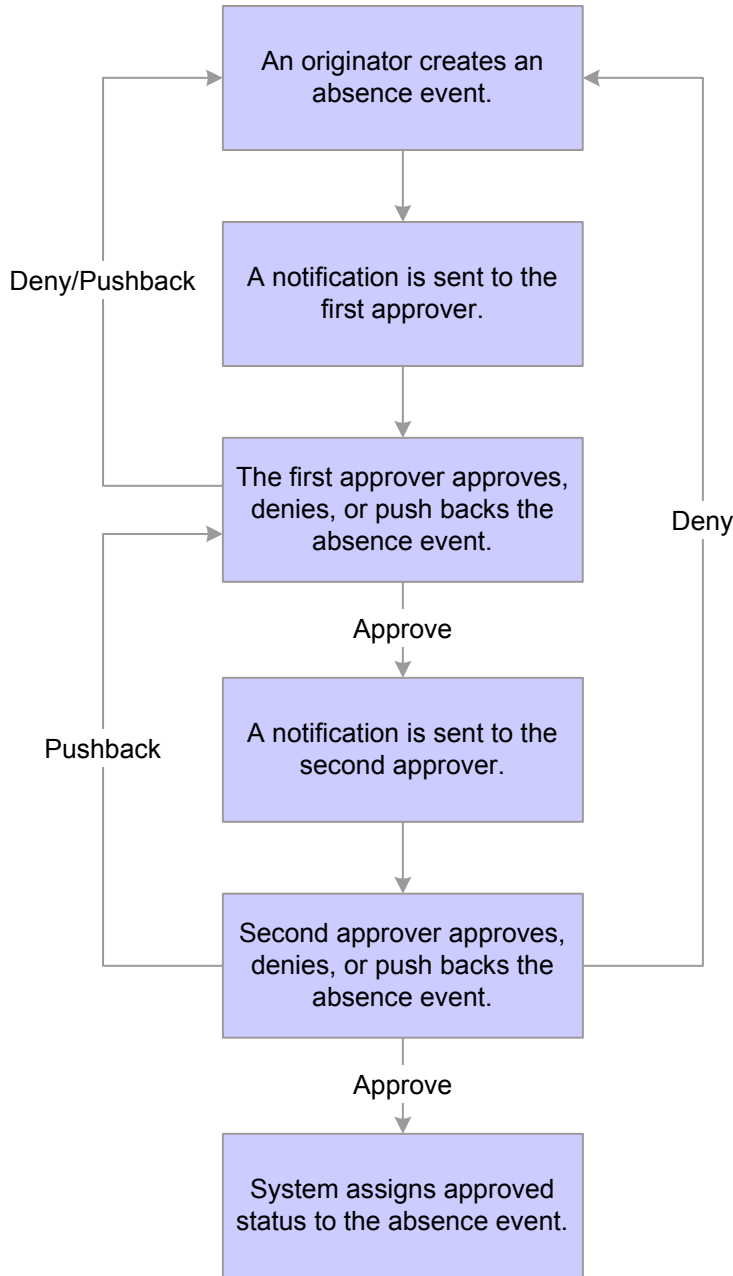 An originator creates an
absence event.
Deny/Pushback
A notification is sent to the
first approver.
The first approver approves,
denies, or push backs the
absence event.
Deny
Approve
Pushback
A notification is sent to the
second approver.
Second approver approves,
denies, or push backs the
absence event.
Approve
System assigns approved
status to the absence event.